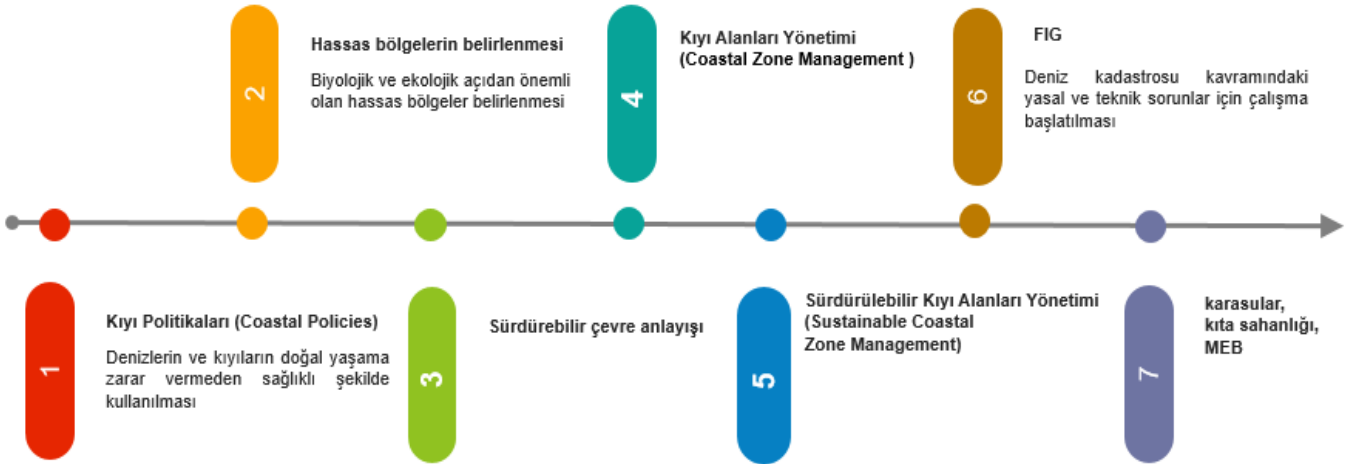 1
Kıyı Politikaları (Coastal Policies)
Denizlerin ve kıyıların doğal yaşama
zarar vermeden sağlıklı şekilde
kullanılması
2
Hassas bölgelerin belirlenmesi
Biyolojik ve ekolojik açıdan önemli
olan hassas bölgeler belirlenmesi
3
Sürdürebilir çevre anlayışı
4
Kıyı Alanları Yönetimi
(Coastal Zone Management )
5
Sürdürülebilir Kıyı Alanları Yönetimi
(Sustainable Coastal
Zone Management)
6
FIG
Deniz kadastrosu kavramındaki
yasal ve teknik sorunlar için çalışma
başlatılması
7
karasular,
kıta sahanlığı,
MEB